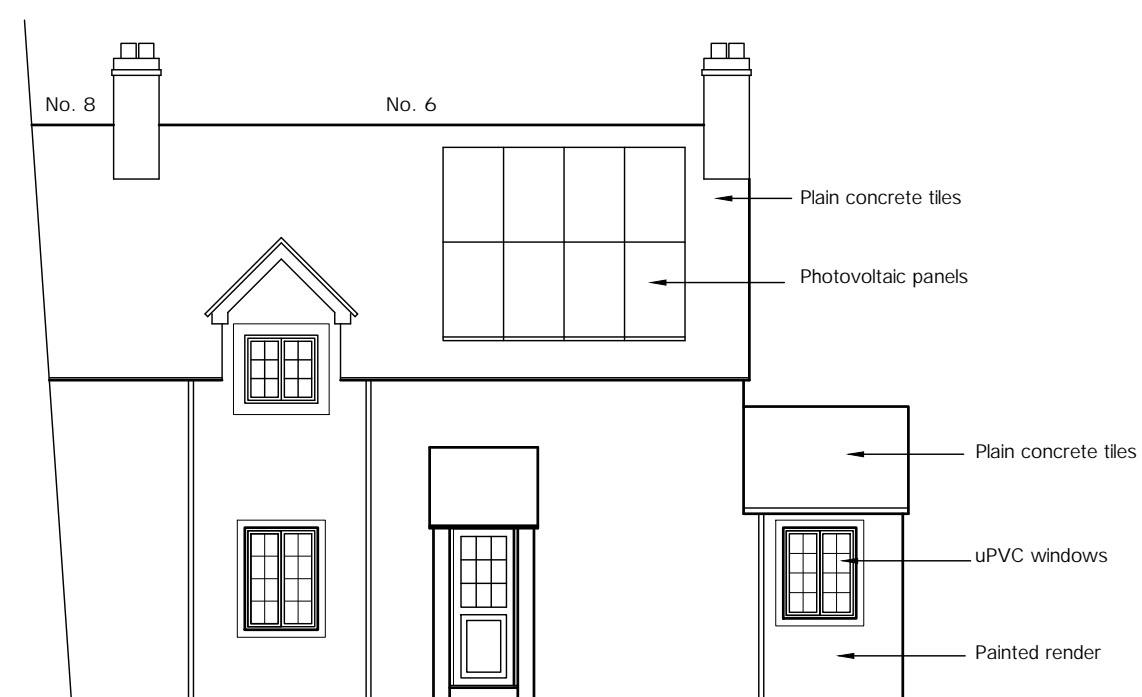 No. 8
No. 6
Plain concrete tiles
Photovoltaic panels
Plain concrete tiles
uPVC windows
Painted render